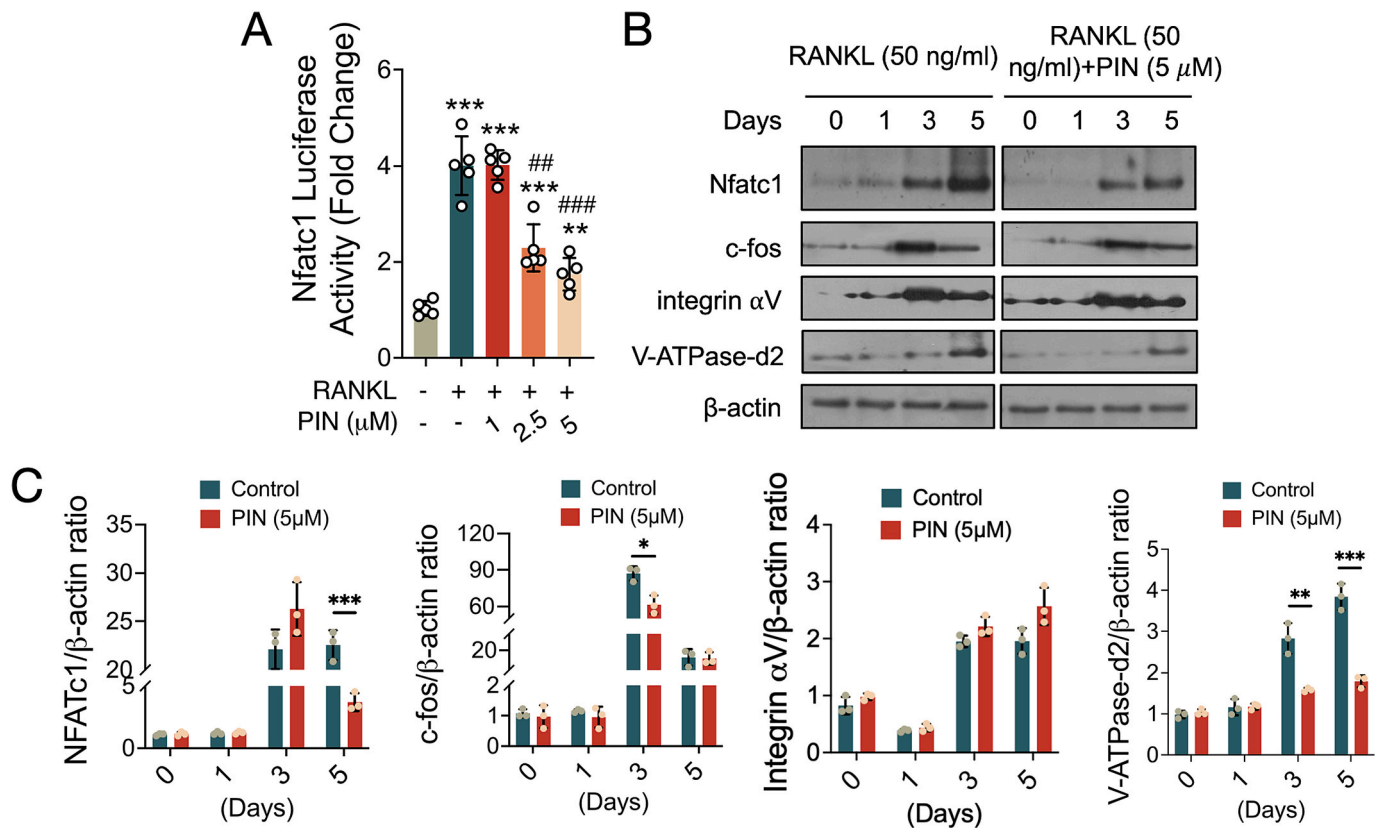 A
Nfatc1 Luciferase
Activity (Fold Change)
6
4
2
0
***
***
##
***
###
**
RANKL - + + + +
PIN (μM) - - 1 2.5 5
B
RANKL (50 ng/ml)
RANKL (50
ng/ml)+PIN (5 μM)
Days 0 1 3 5 0 1 3 5
Nfatc1
c-fos
integrin αV
V-ATPase-d2
β-actin
C
Control
PIN (5μM)
NFATc1/β-actin ratio
35
30
25
20
5
0
***
0 1 3 5
(Days)
Control
PIN (5μM)
c-fos/β-actin ratio
120
90
60
20
2
1
0
*
0 1 3 5
(Days)
Control
PIN (5μM)
Integrin αV/β-actin ratio
4
3
2
1
0
0 1 3 5
(Days)
Control
PIN (5μM)
V-ATPase-d2/β-actin ratio
5
4
3
2
1
0
**
***
0 1 3 5
(Days)